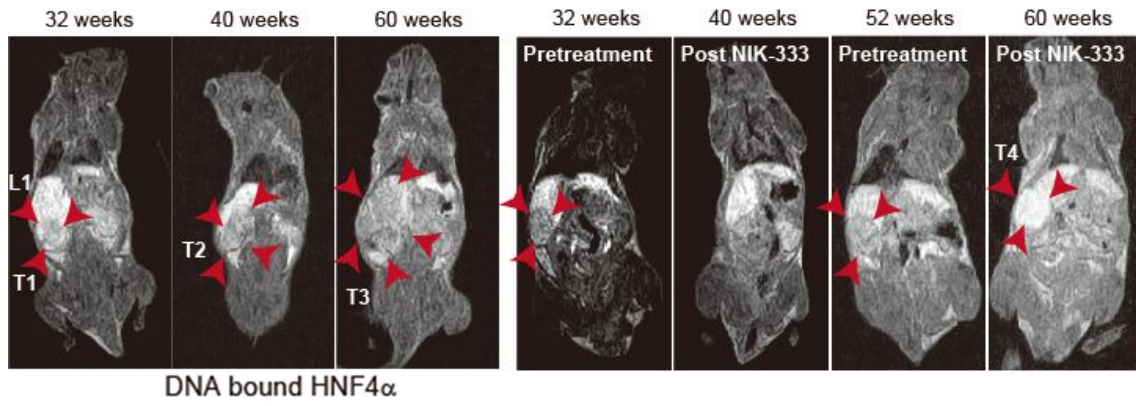 32 weeks 40 weeks 60 weeks 32 weeks 40 weeks 52 weeks 60 weeks
Pretreatment Post NIK-333 Pretreatment Post NIK-333
L1
T1
T2
T3
T4
DNA bound HNF4α